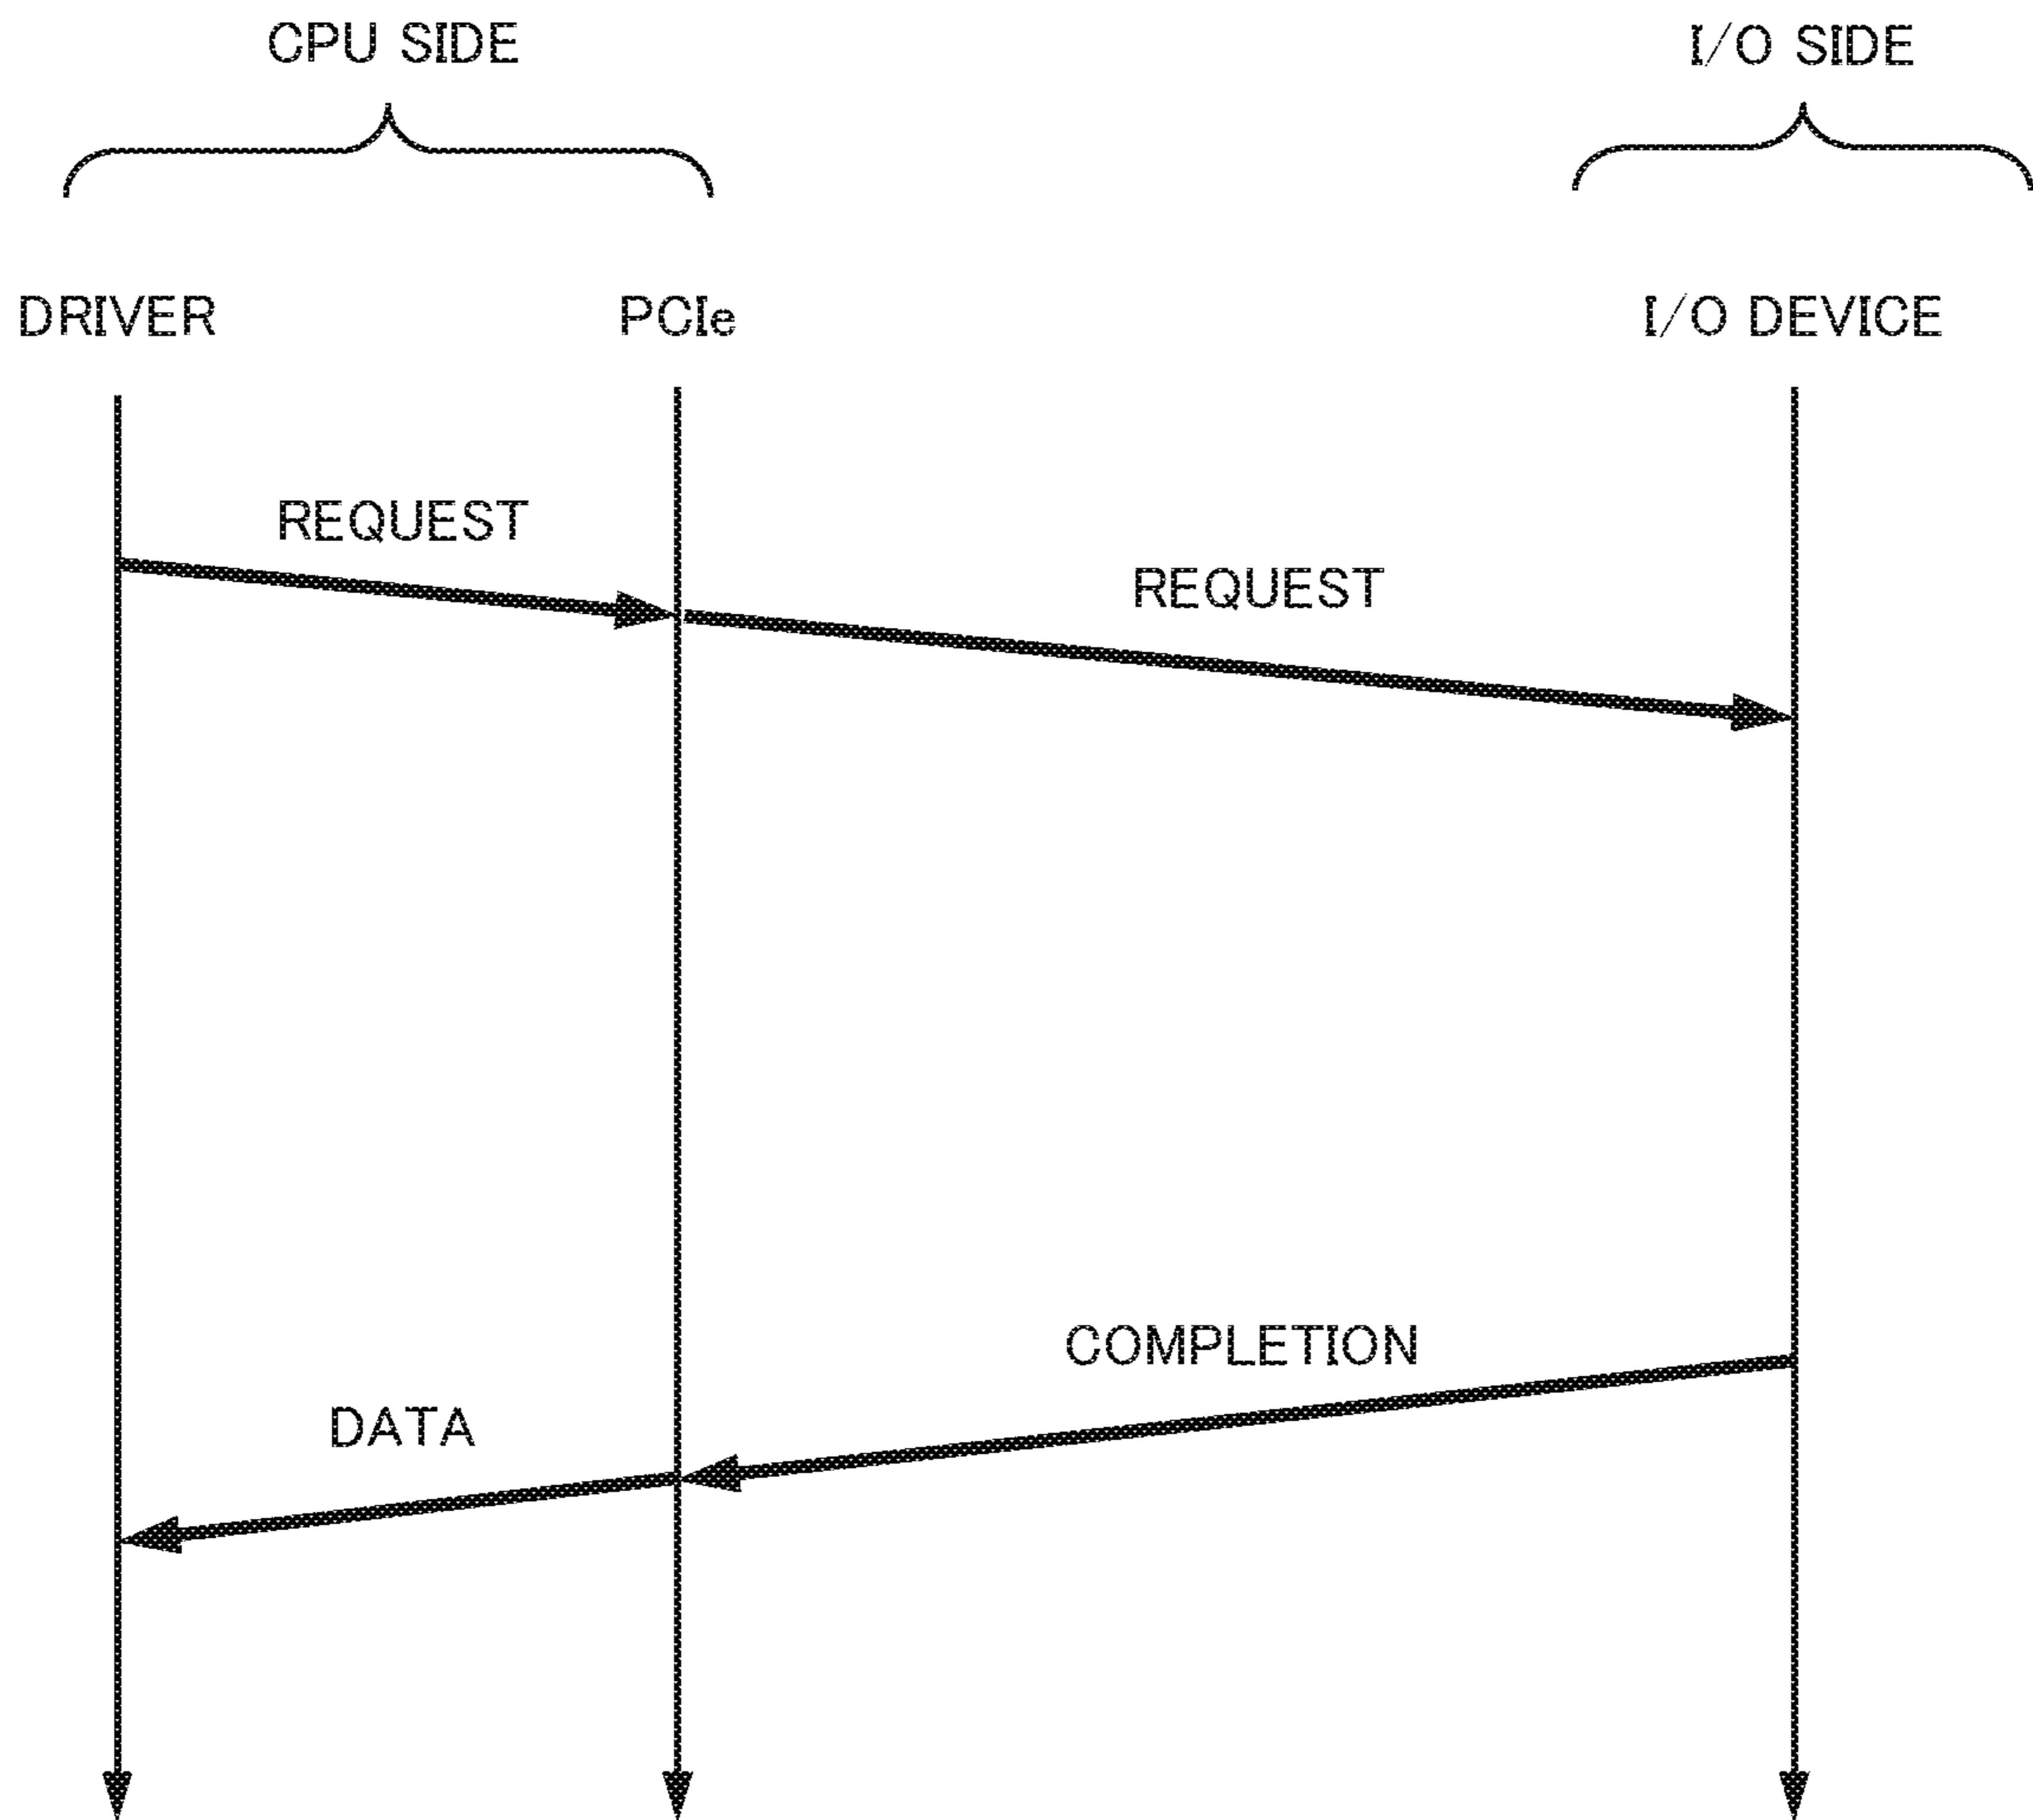 CPU SIDE
I/O SIDE
DRIVER
PCIe
I/O DEVICE
REQUEST
REQUEST
COMPLETION
DATA